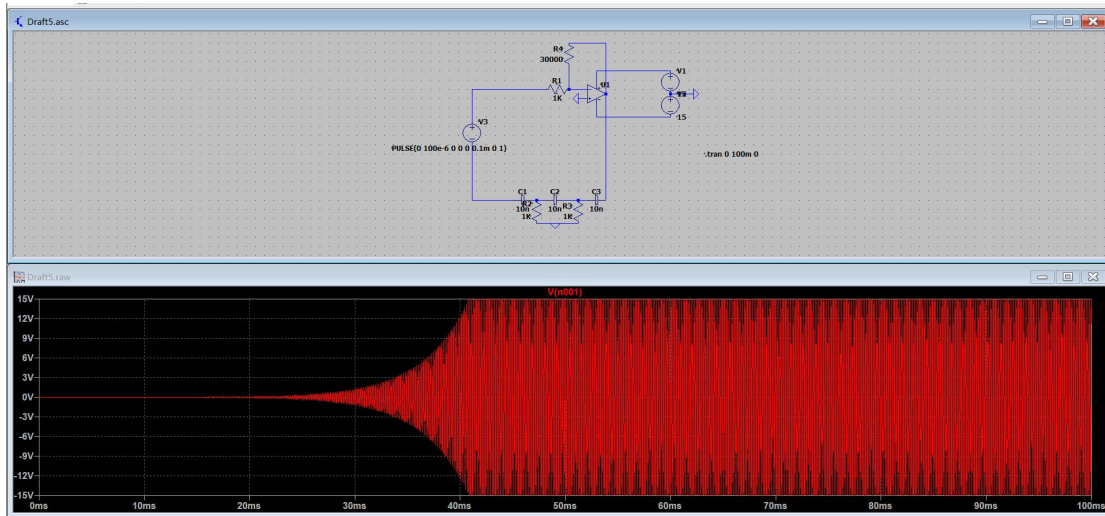 Draft5.asc
R4
30000
R1
1K
U1
V1
15
V3
PULSE(0 100e-6 0 0 0 0.1m 0 1)
.tran 0 100m 0
C1
C2
C3
10n
R2
10n
R3
10n
1K
1K
Draft5.raw
V(n001)
15V
12V
9V
6V
3V
0V
-3V
-6V
-9V
-12V
-15V
0ms
10ms
20ms
30ms
40ms
50ms
60ms
70ms
80ms
90ms
100ms